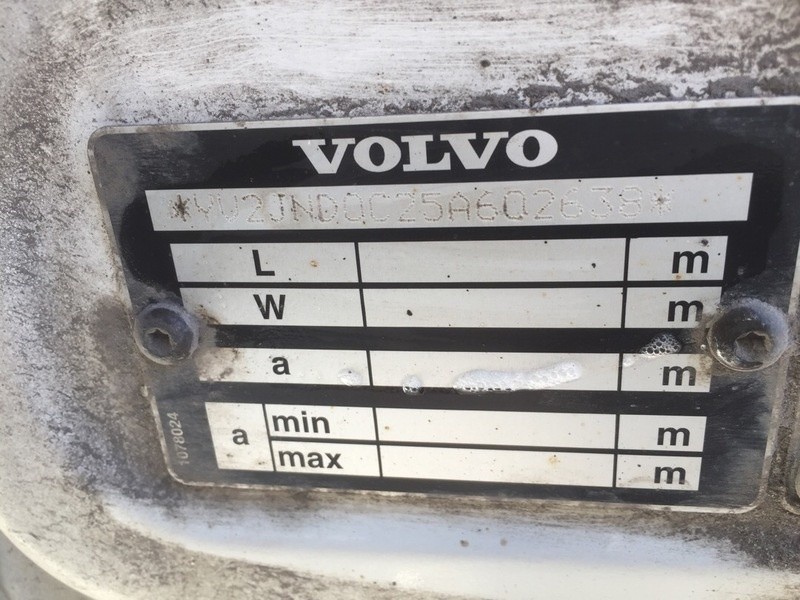 VOLVO
*YV2JNDQC25A602638*
L m
W m
a m
a min m
max m
1078024